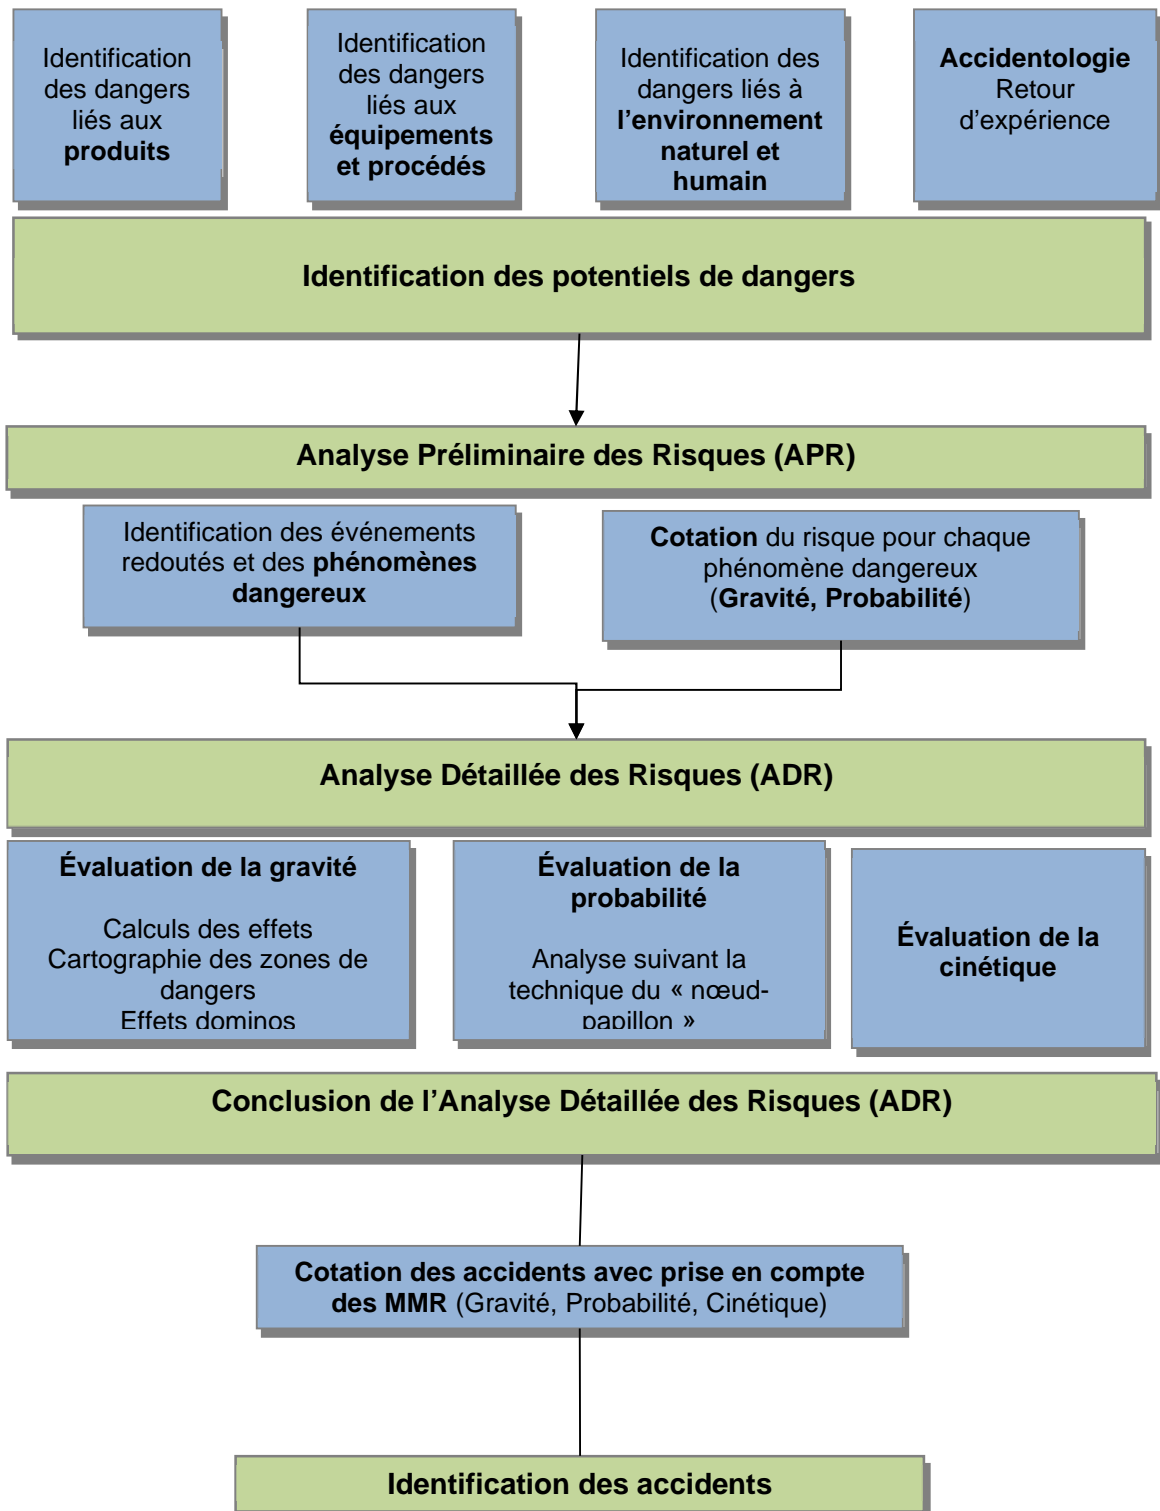 Identification
des dangers
liés aux
produits
Identification
des dangers
liés aux
équipements
et procédés
Identification des
dangers liés à
l’environnement
naturel et
humain
Accidentologie
Retour
d’expérience
Identification des potentiels de dangers
Analyse Préliminaire des Risques (APR)
Identification des événements
redoutés et des phénomènes
dangereux
Cotation du risque pour chaque
phénomène dangereux
(Gravité, Probabilité)
Analyse Détaillée des Risques (ADR)
Évaluation de la gravité
Calculs des effets
Cartographie des zones de
dangers
Effets dominos
Évaluation de la
probabilité
Analyse suivant la
technique du « nœud-
papillon »
Évaluation de la
cinétique
Conclusion de l’Analyse Détaillée des Risques (ADR)
Cotation des accidents avec prise en compte
des MMR (Gravité, Probabilité, Cinétique)
Identification des accidents